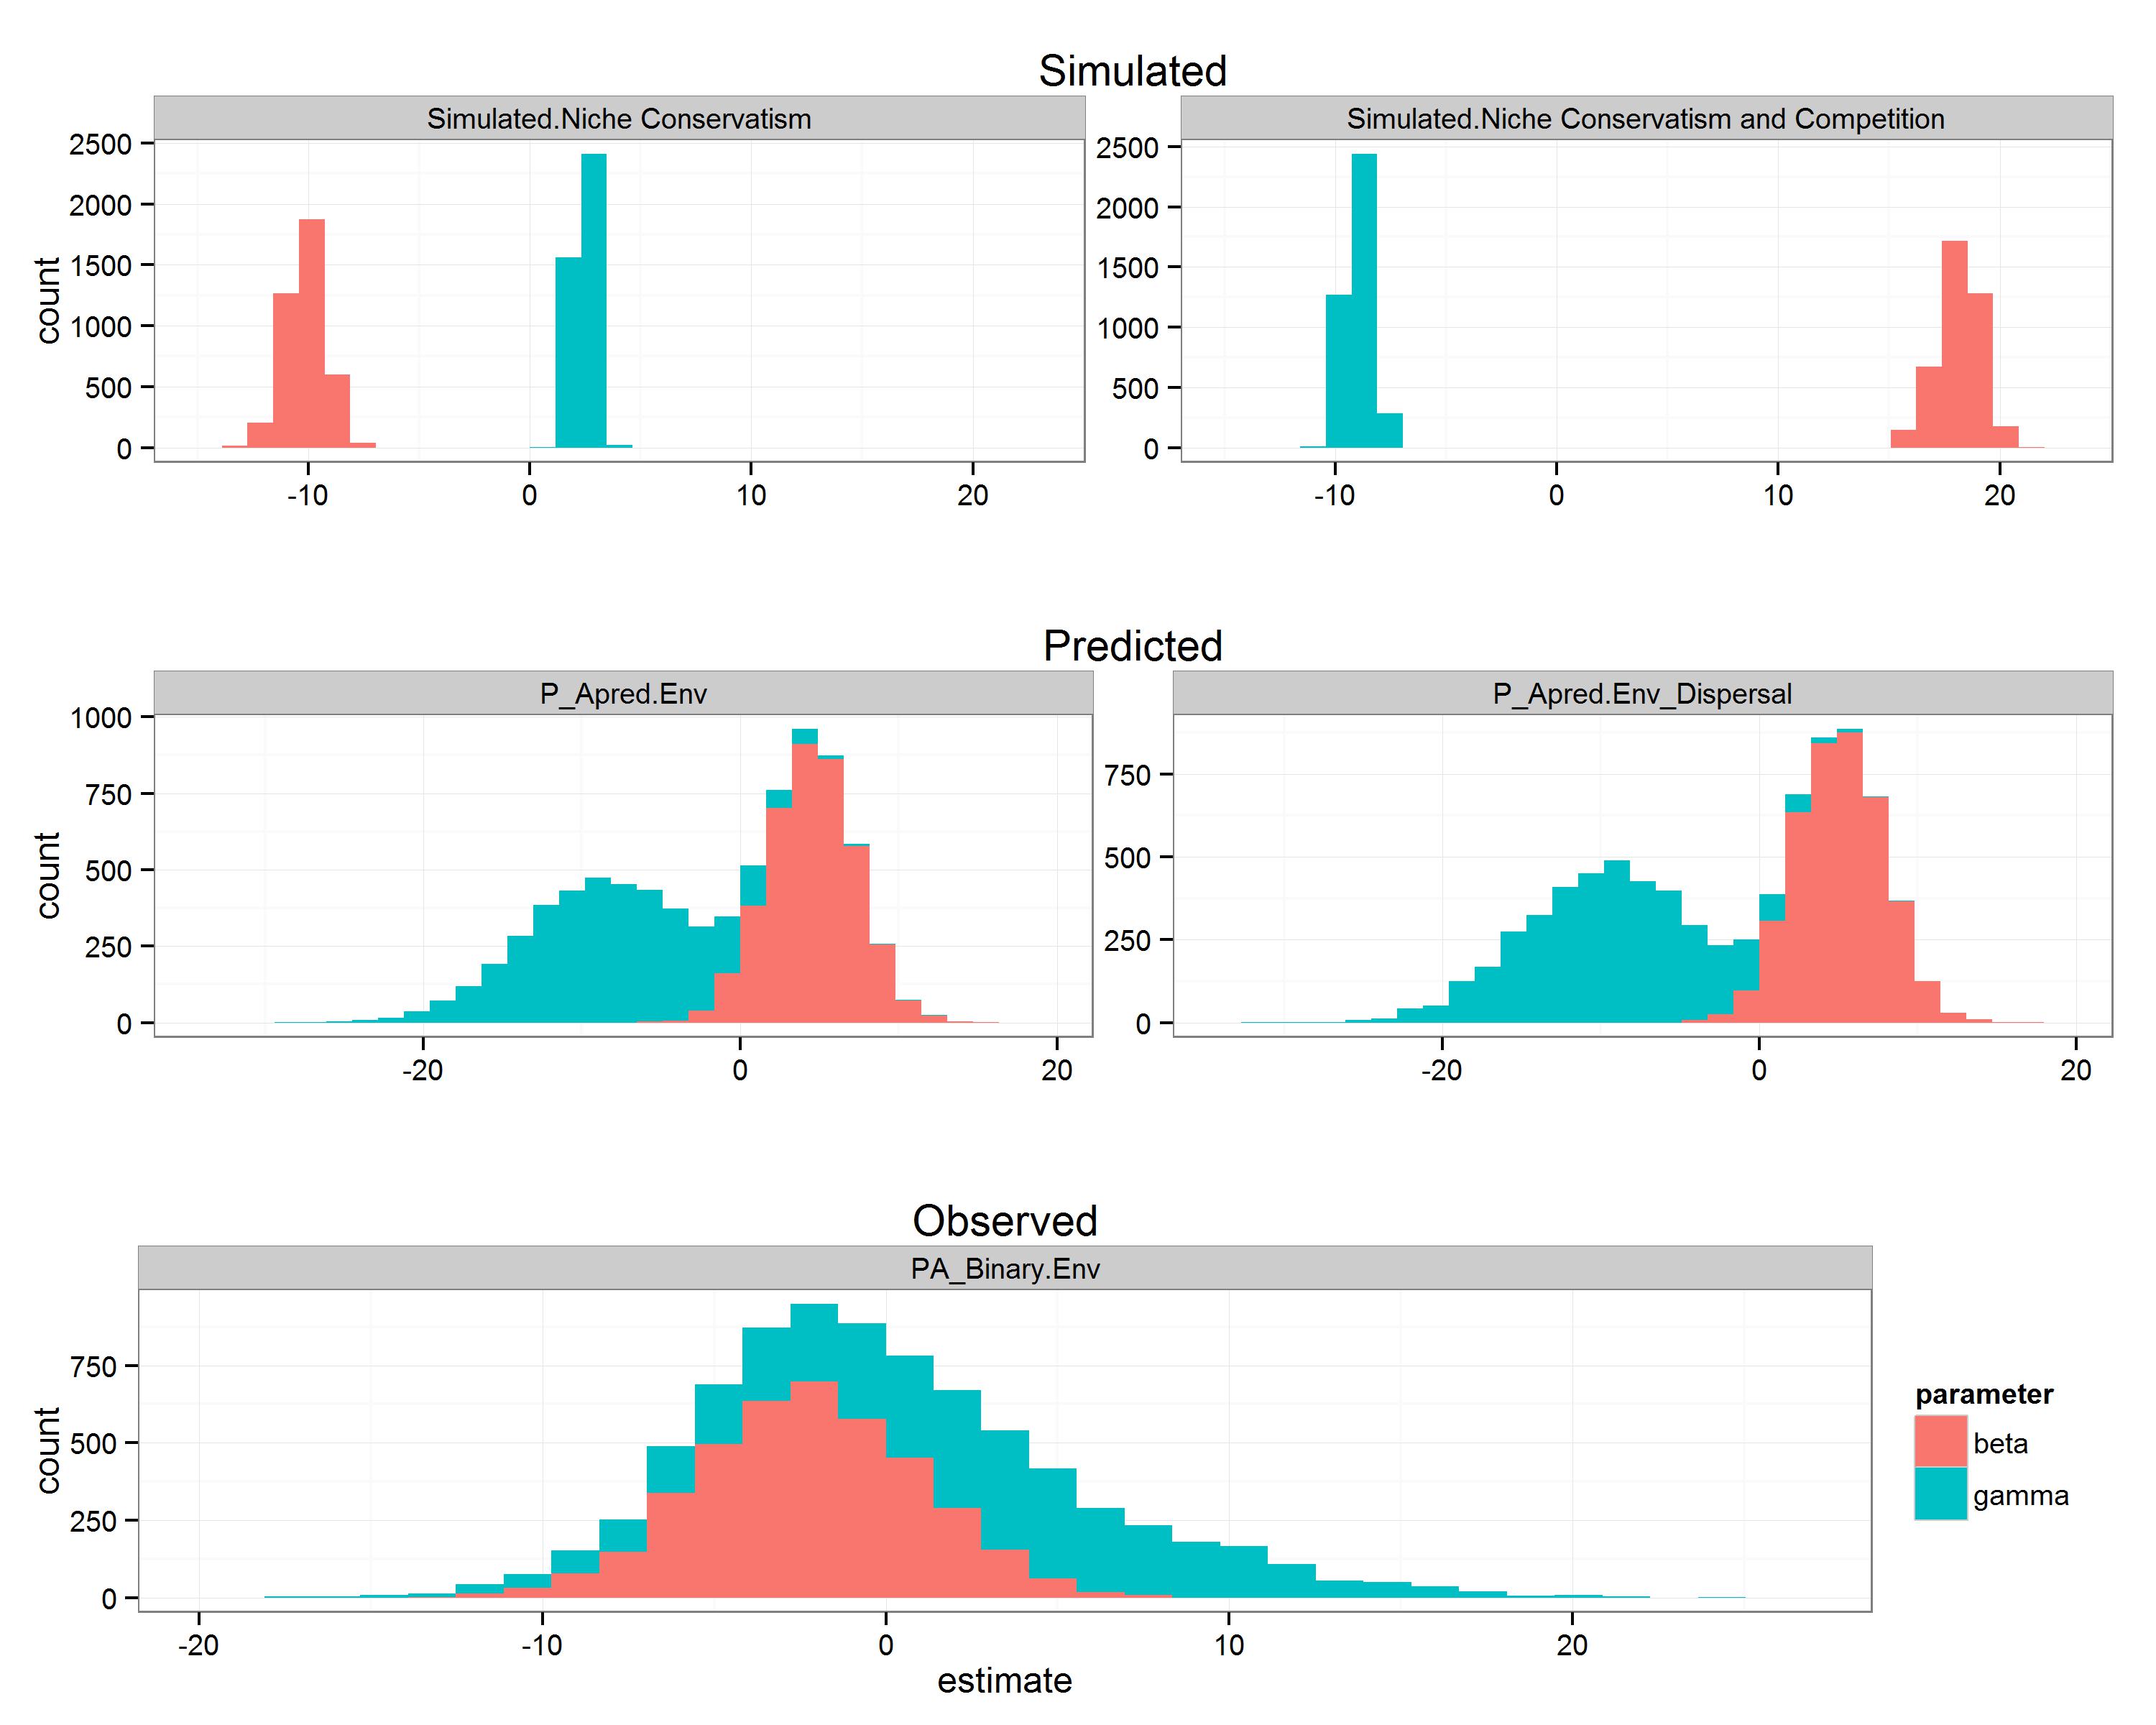 Simulated
Simulated.Niche Conservatism
Simulated.Niche Conservatism and Competition
count
2500
2000
1500
1000
500
0
-10 0 10 20
2500
2000
1500
1000
500
0
-10 0 10 20
Predicted
P_Apred.Env
P_Apred.Env_Dispersal
count
1000
750
500
250
0
-20 0 20
750
500
250
0
-20 0 20
Observed
PA_Binary.Env
count
750
500
250
0
-20 -10 0 10 20
estimate
parameter
beta
gamma